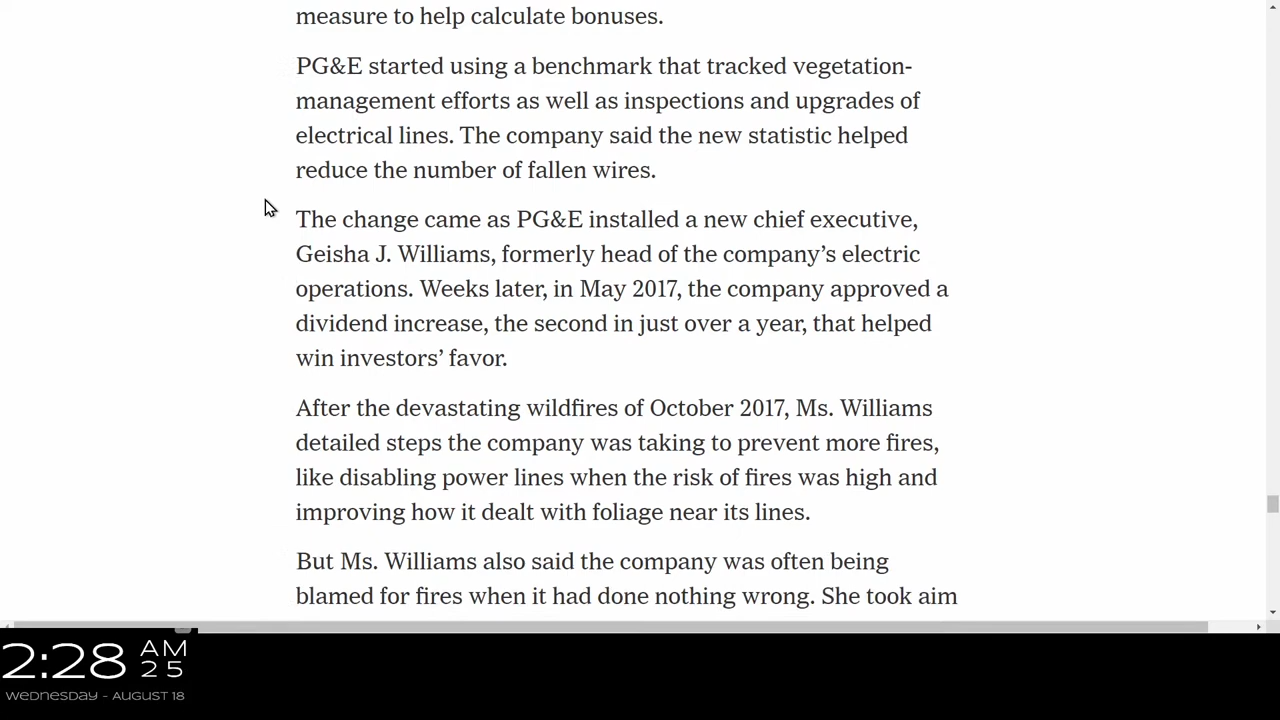 measure to help calculate bonuses.
PG&E started using a benchmark that tracked vegetation-
management efforts as well as inspections and upgrades of
electrical lines. The company said the new statistic helped
reduce the number of fallen wires.
The change came as PG&E installed a new chief executive,
Geisha J. Williams, formerly head of the company’s electric
operations. Weeks later, in May 2017, the company approved a
dividend increase, the second in just over a year, that helped
win investors’ favor.
After the devastating wildfires of October 2017, Ms. Williams
detailed steps the company was taking to prevent more fires,
like disabling power lines when the risk of fires was high and
improving how it dealt with foliage near its lines.
But Ms. Williams also said the company was often being
blamed for fires when it had done nothing wrong. She took aim
2:28 AM
25
WEDNESDAY - AUGUST 18